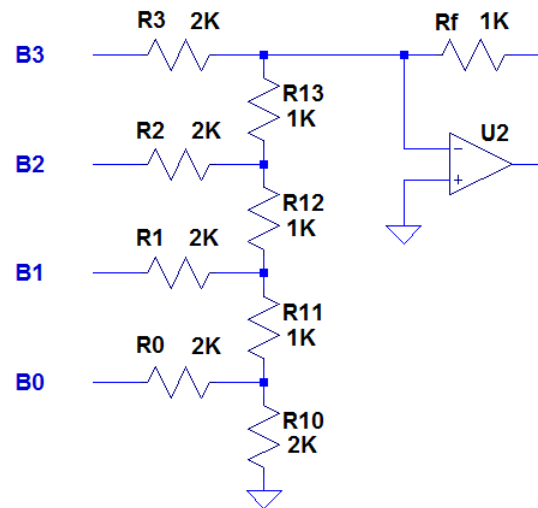 R3 2K
Rf 1K
B3
R13
1K
U2
R2 2K
B2
R12
1K
R1 2K
B1
R11
1K
R0 2K
B0
R10
2K